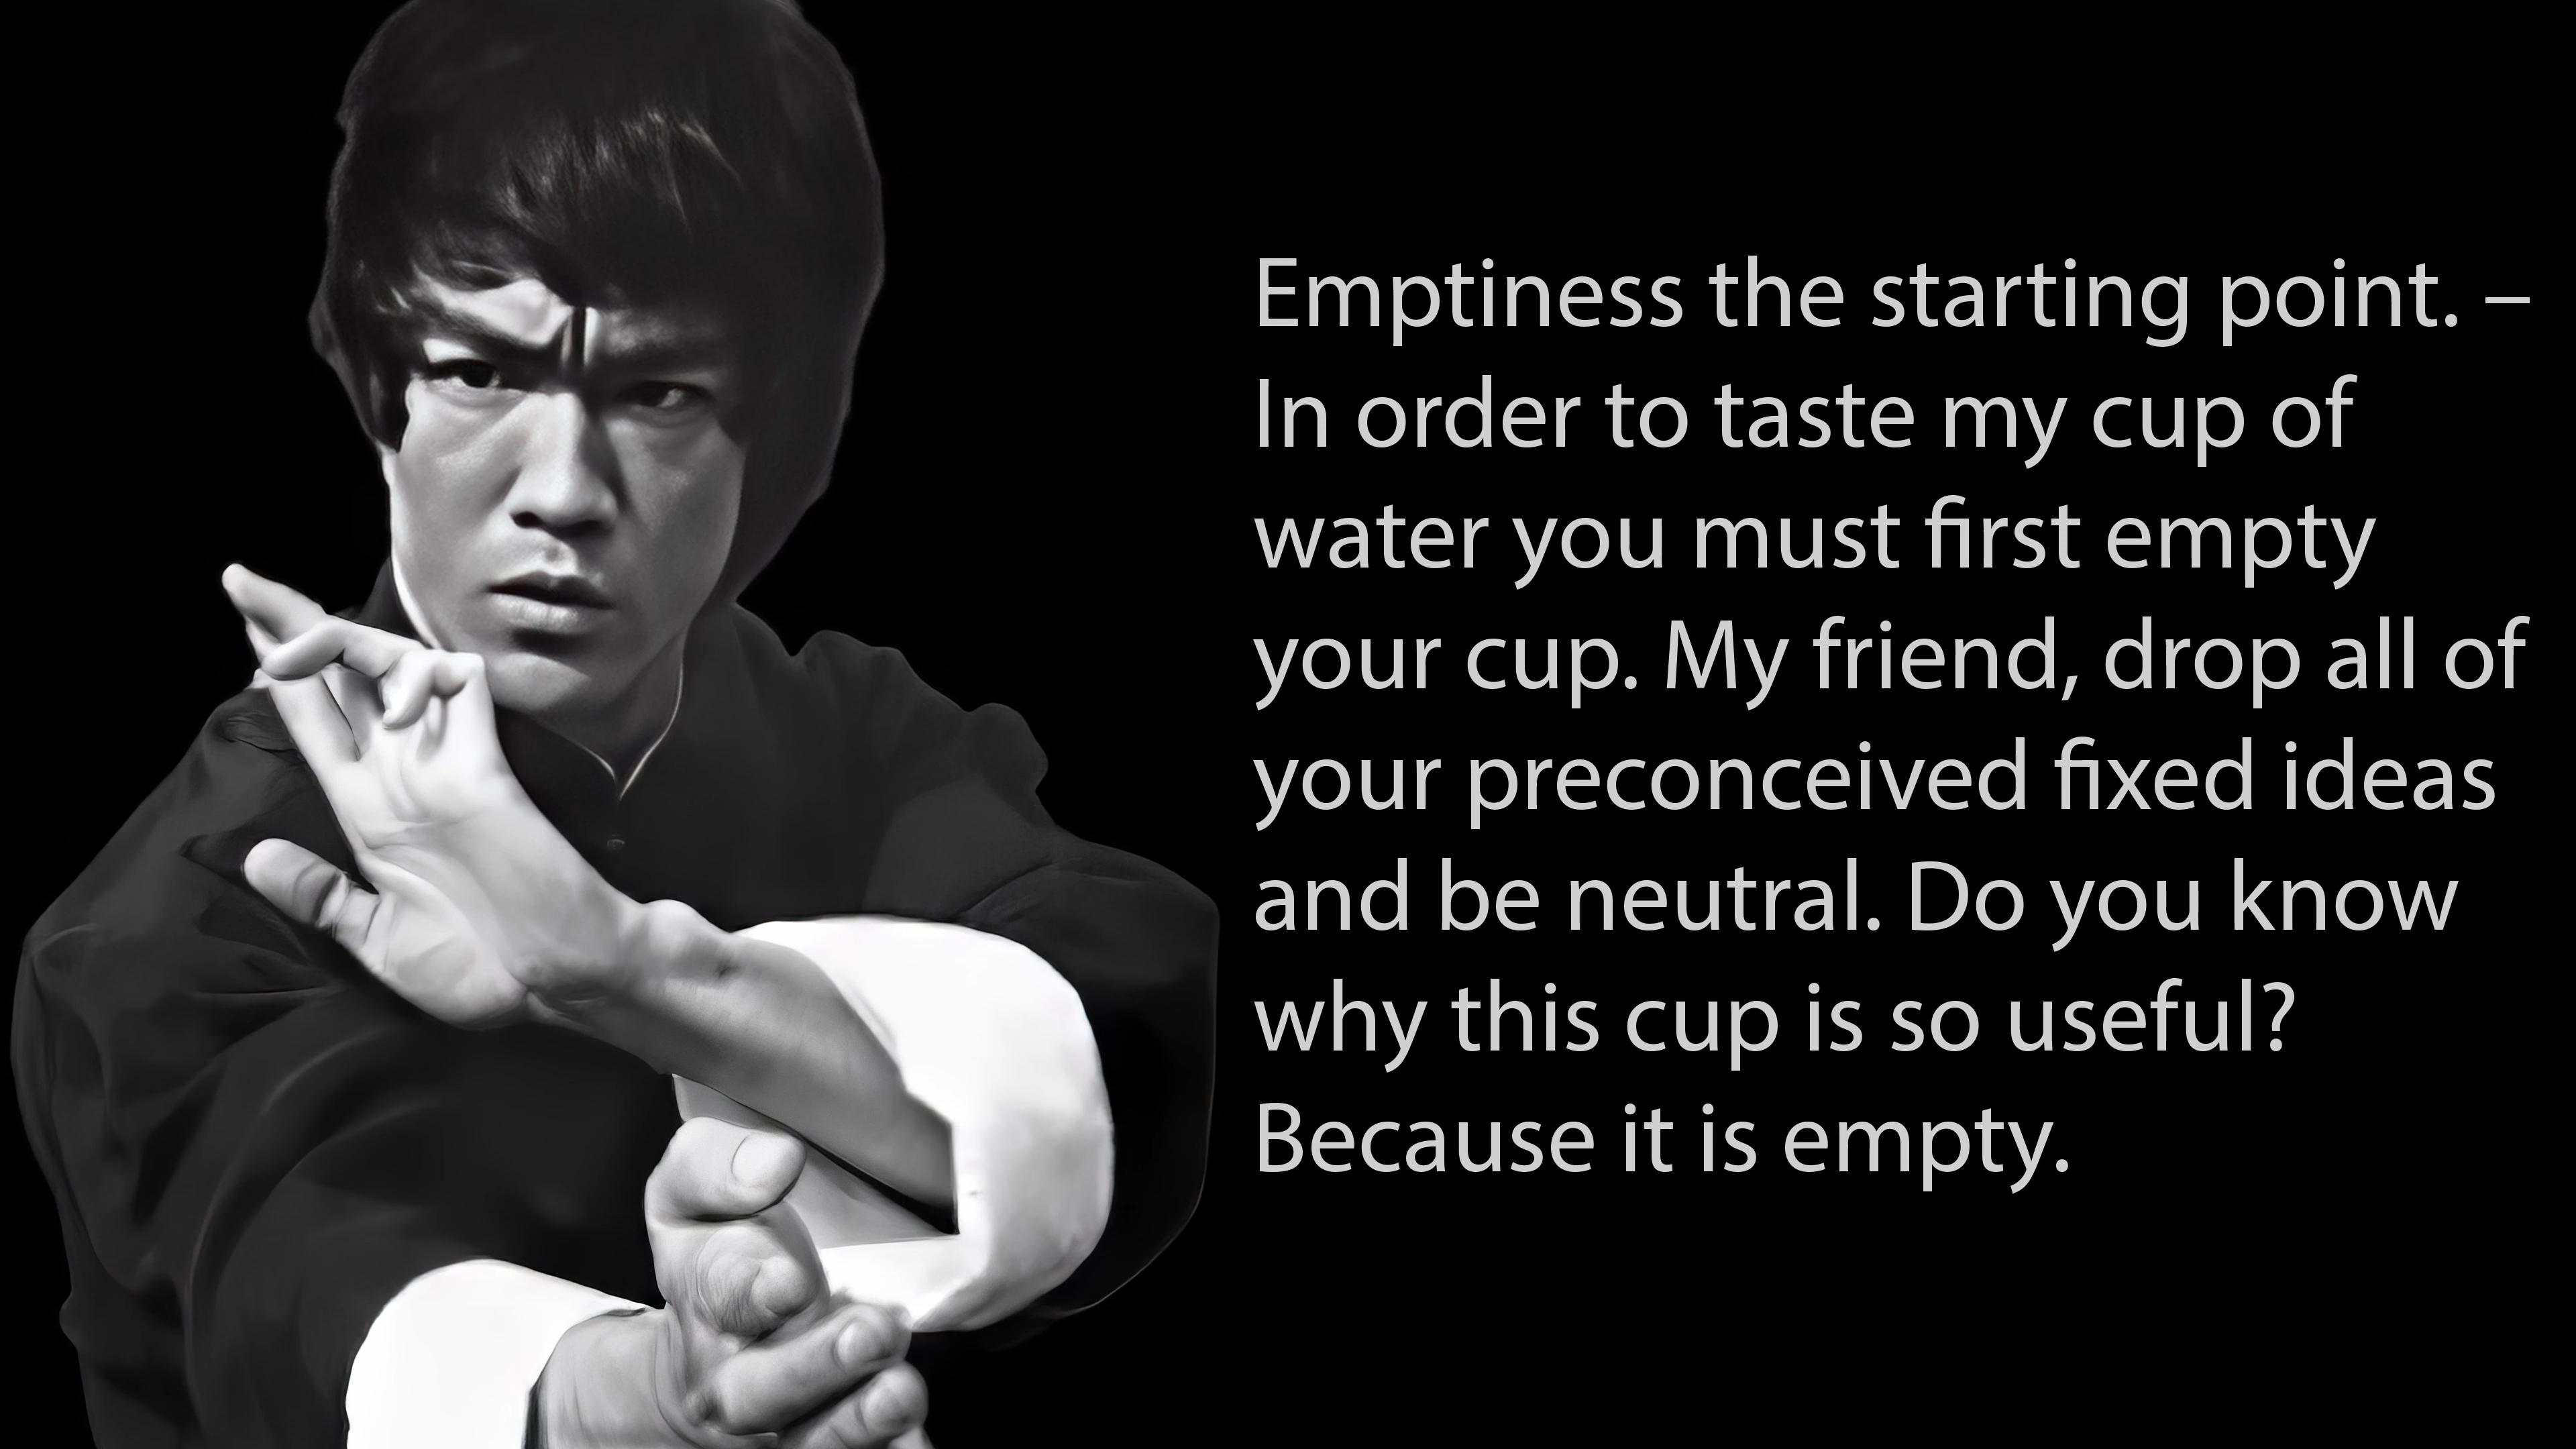 Emptiness the starting point. –
In order to taste my cup of
water you must first empty
your cup. My friend, drop all of
your preconceived fixed ideas
and be neutral. Do you know
why this cup is so useful?
Because it is empty.